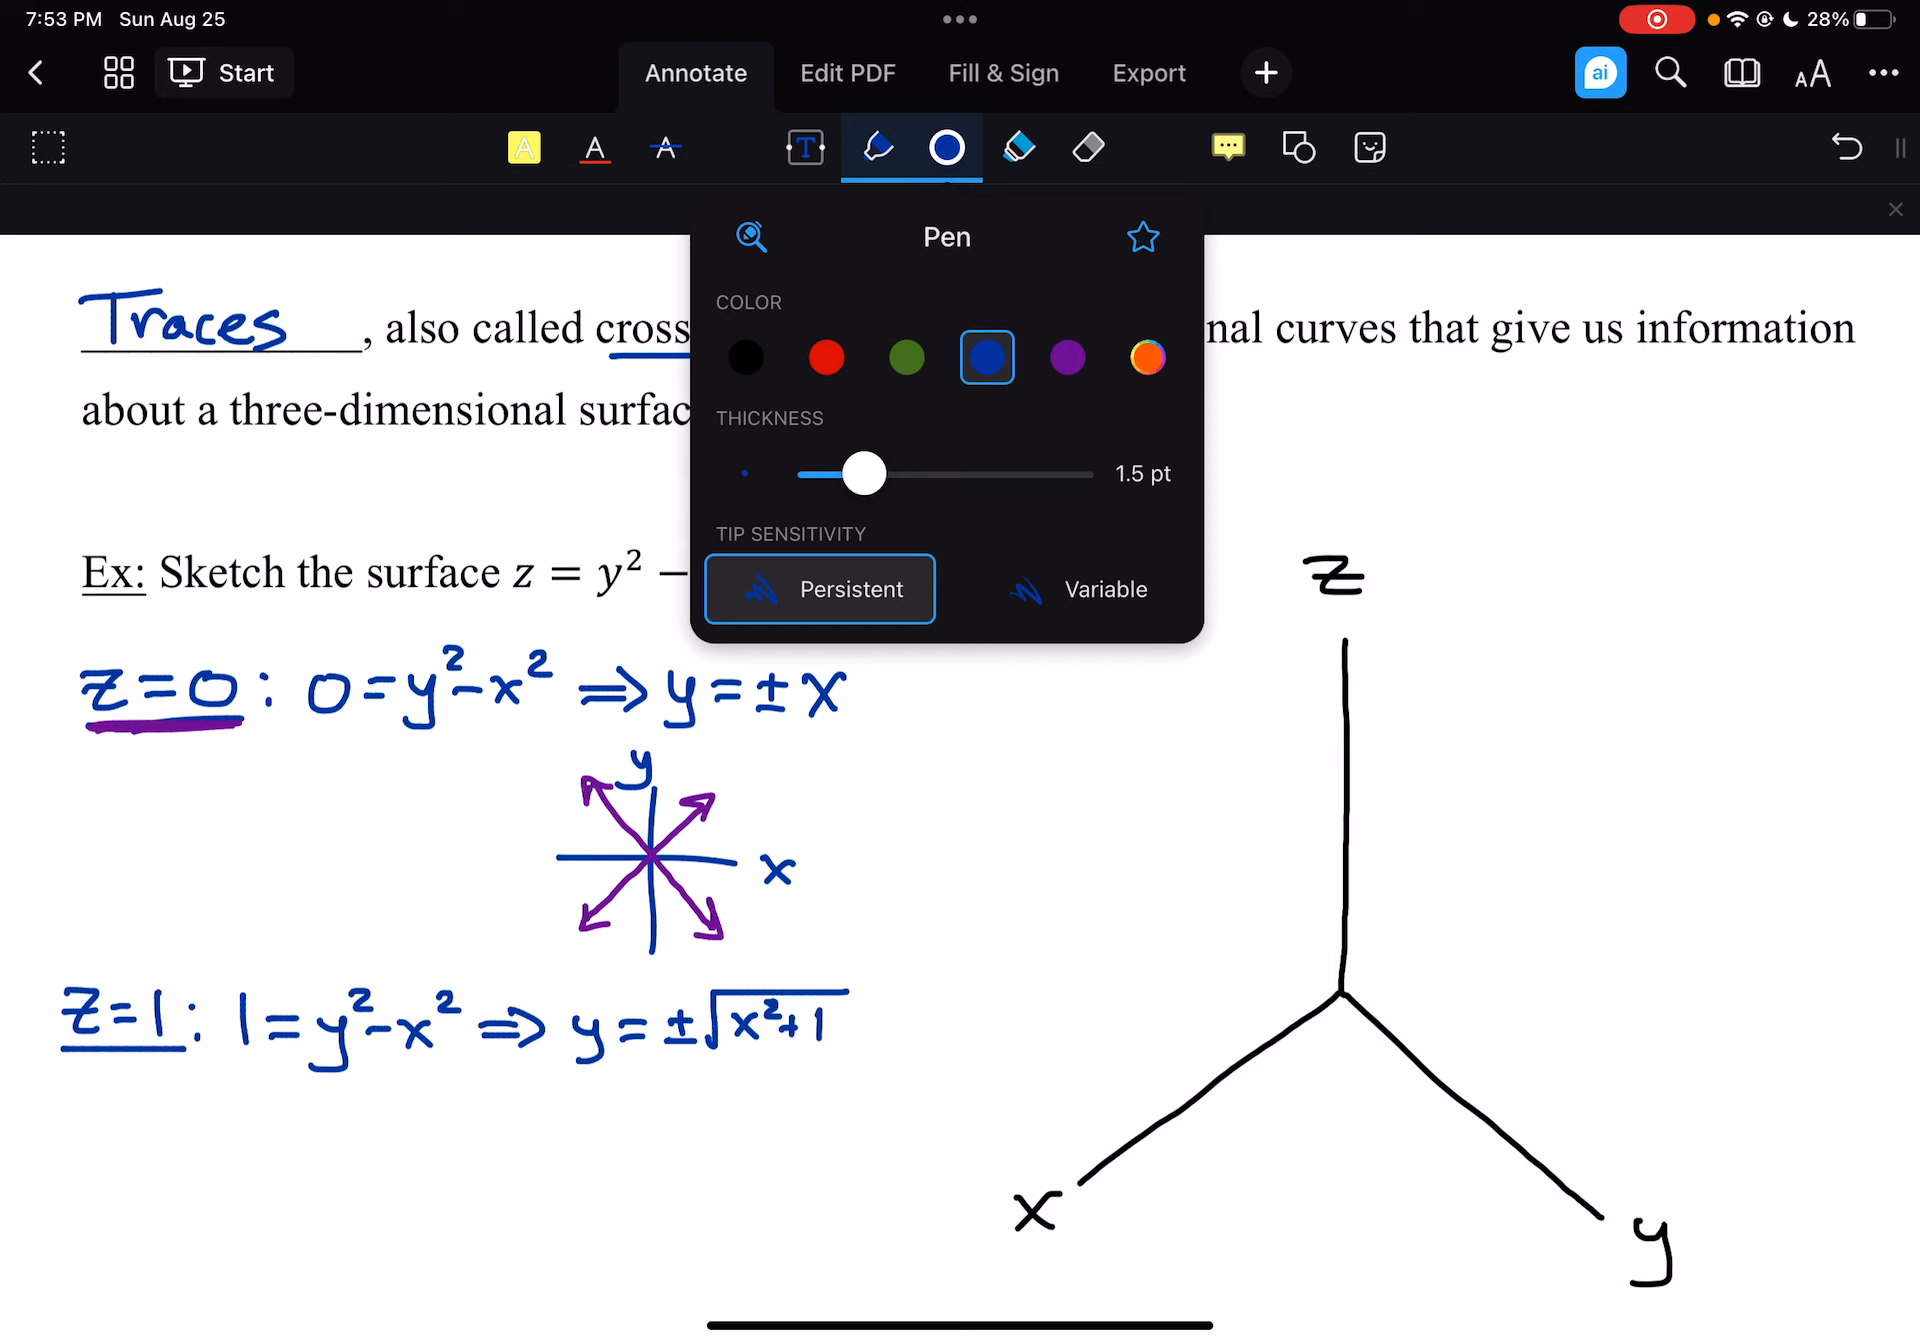 7:53 PM Sun Aug 25
28%
Start
Annotate
Edit PDF
Fill & Sign
Export
ai
AA
A A A
T
Pen
COLOR
THICKNESS
1.5 pt
TIP SENSITIVITY
Persistent
Variable
Traces, also called cross
nal curves that give us information
about a three-dimensional surfac
Ex: Sketch the surface z = y² −
z=0: 0=y²-x² ⇒ y=±x
y
x
z=1: 1=y²-x² ⇒ y=±√x²+1
z
x
y